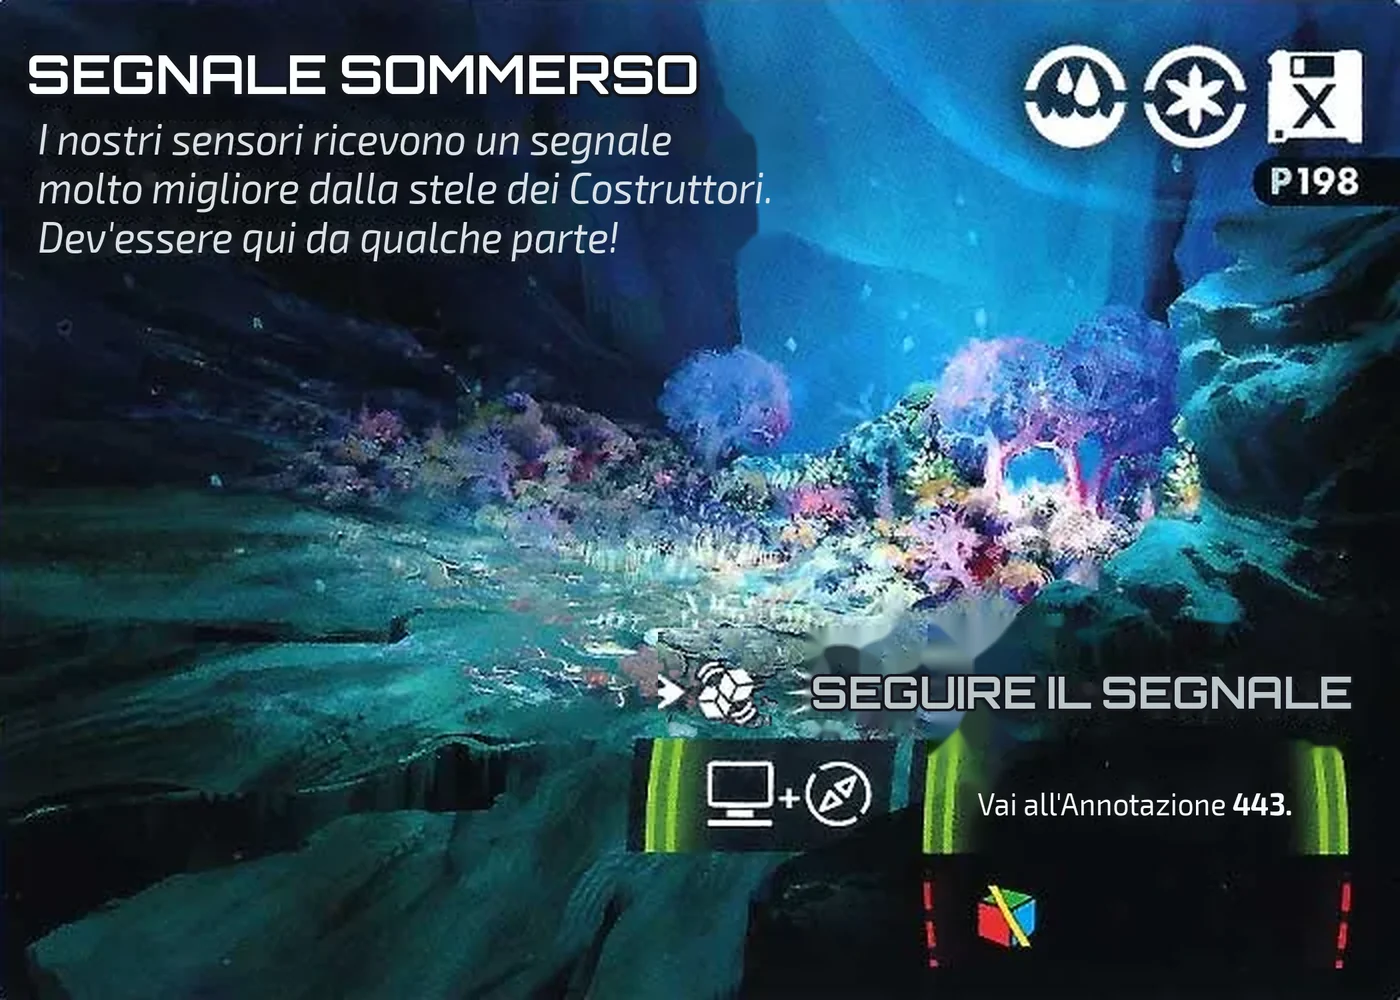 SEGNALE SOMMERSO
I nostri sensori ricevono un segnale
molto migliore dalla stele dei Costruttori.
Dev'essere qui da qualche parte!
X
P198
SEGUIRE IL SEGNALE
+
Vai all'Annotazione 443.